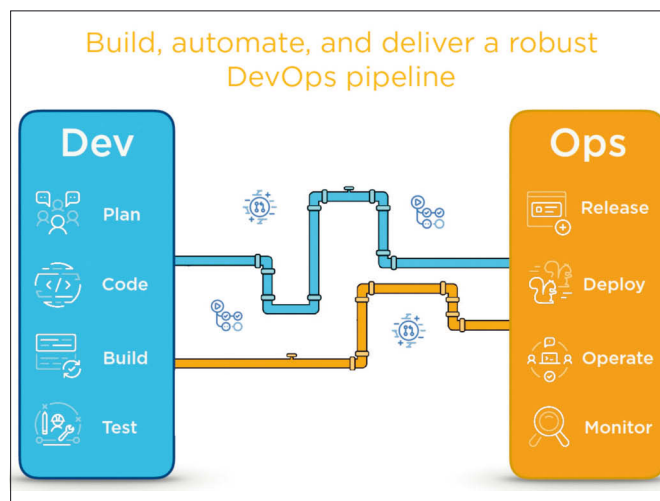 Build, automate, and deliver a robust
DevOps pipeline
Dev
Plan
Code
Build
Test
Ops
Release
Deploy
Operate
Monitor